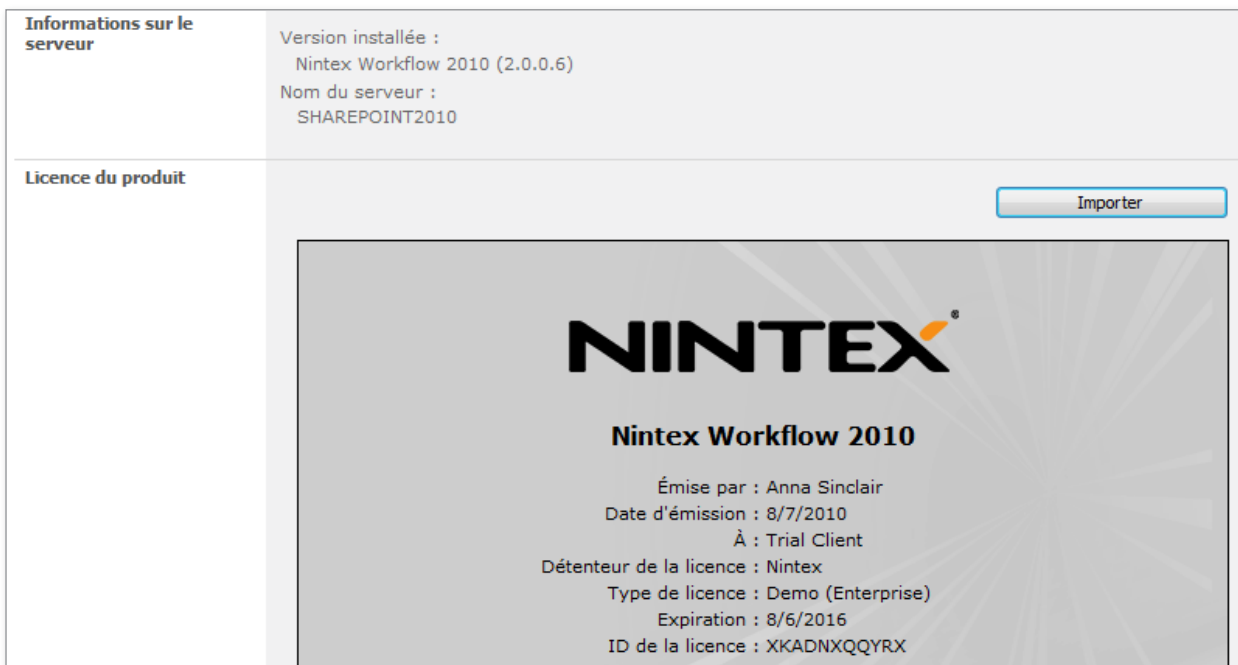 Informations sur le
serveur
Version installée :
Nintex Workflow 2010 (2.0.0.6)
Nom du serveur :
SHAREPOINT2010
Licence du produit
Importer
NINTEX®
Nintex Workflow 2010
Émise par : Anna Sinclair
Date d'émission : 8/7/2010
À : Trial Client
Détenteur de la licence : Nintex
Type de licence : Demo (Enterprise)
Expiration : 8/6/2016
ID de la licence : XKADNXQQYRX